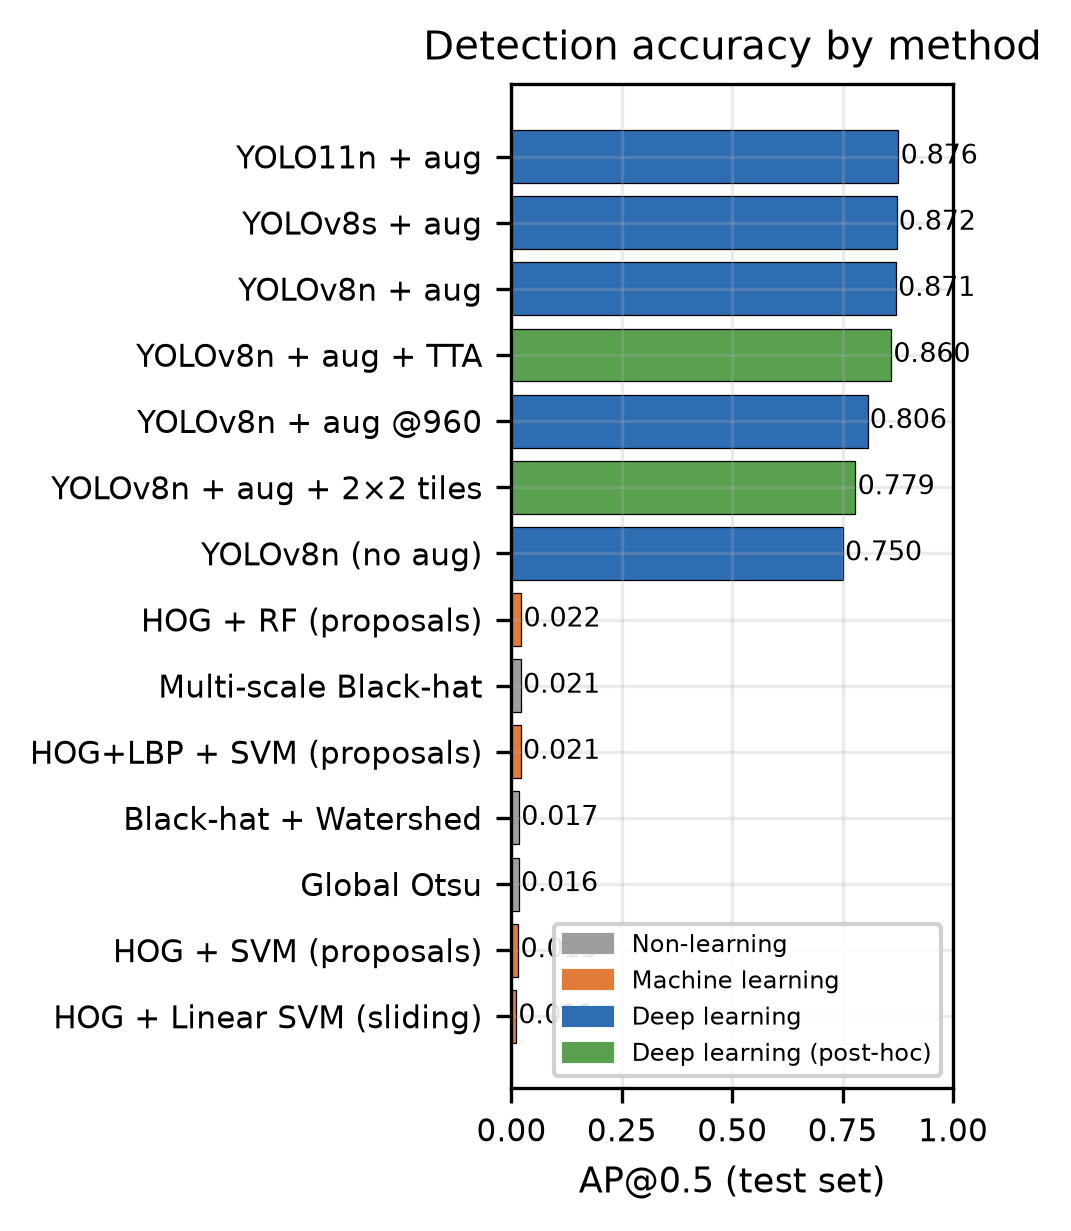 Detection accuracy by method
YOLO11n + aug 0.876
YOLOv8s + aug 0.872
YOLOv8n + aug 0.871
YOLOv8n + aug + TTA 0.860
YOLOv8n + aug @960 0.806
YOLOv8n + aug + 2×2 tiles 0.779
YOLOv8n (no aug) 0.750
HOG + RF (proposals) 0.022
Multi-scale Black-hat 0.021
HOG+LBP + SVM (proposals) 0.021
Black-hat + Watershed 0.017
Global Otsu 0.016
HOG + SVM (proposals)
HOG + Linear SVM (sliding)
Non-learning
Machine learning
Deep learning
Deep learning (post-hoc)
0.00 0.25 0.50 0.75 1.00
AP@0.5 (test set)